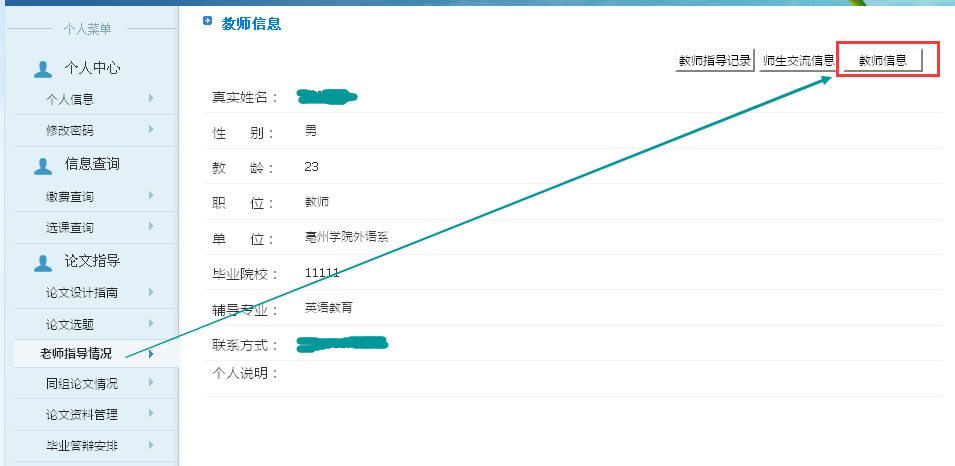 个人菜单
个人中心
个人信息
修改密码
信息查询
缴费查询
选课查询
论文指导
论文设计指南
论文选题
老师指导情况
同组论文情况
论文资料管理
毕业答辩安排
教师信息
教师指导记录 师生交流信息 教师信息
真实姓名：
性 别： 男
教 龄： 23
职 位： 教师
单 位： 亳州学院外语系
毕业院校： 11111
辅导专业： 英语教育
联系方式：
个人说明：